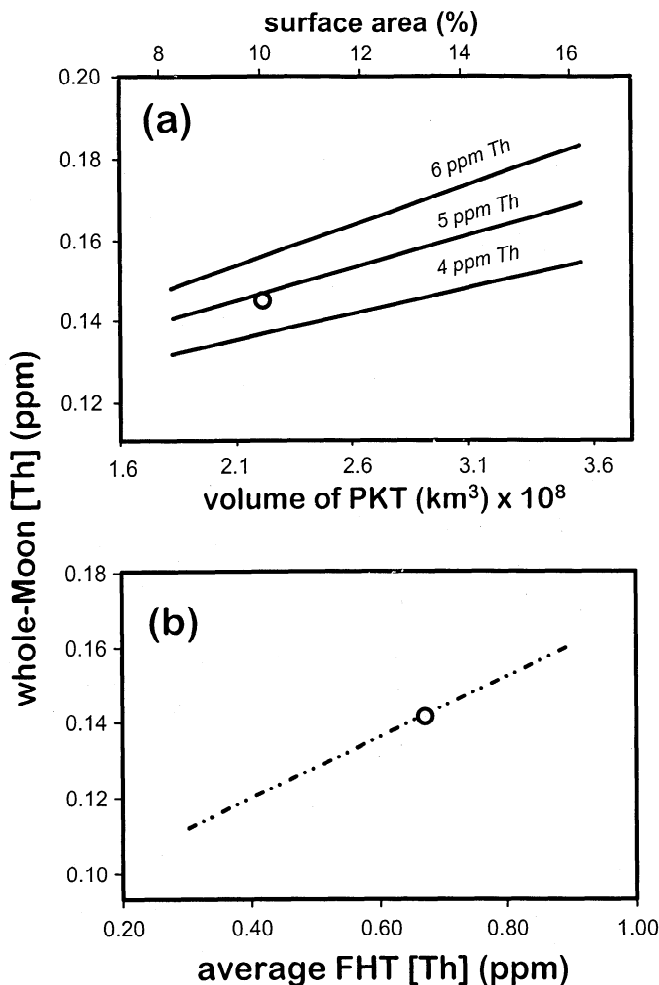 surface area (%)
8 10 12 14 16
0.20
(a)
0.18
6 ppm Th
5 ppm Th
0.16
4 ppm Th
0.14
0.12
1.6 2.1 2.6 3.1 3.6
volume of PKT (km³) x 10⁸
whole-Moon [Th] (ppm)
0.18
(b)
0.16
0.14
0.12
0.10
0.20 0.40 0.60 0.80 1.00
average FHT [Th] (ppm)